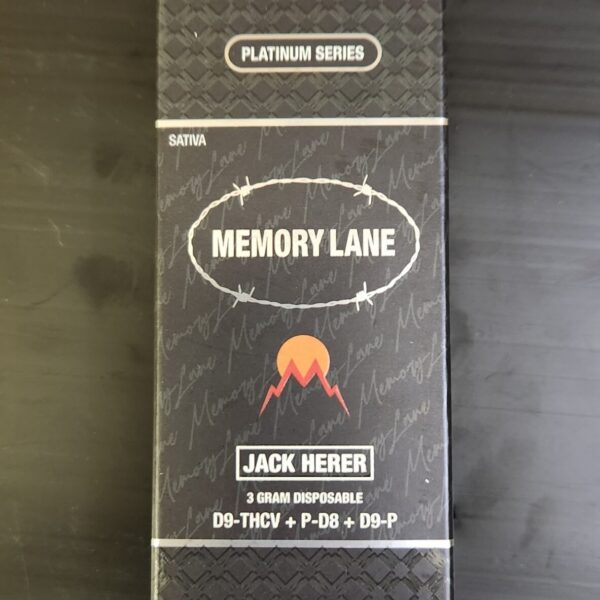 PLATINUM SERIES
SATIVA
MEMORY LANE
JACK HERER
3 GRAM DISPOSABLE
D9-THCV + P-D8 + D9-P